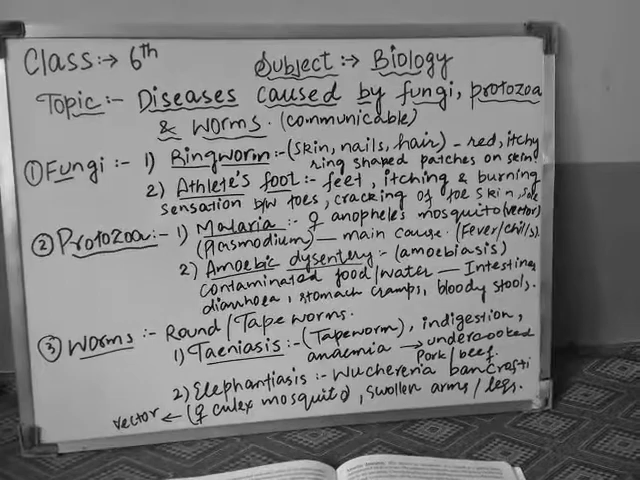 Class:→ 6th Subject:→ Biology
Topic:- Diseases caused by fungi, protozoa
& worms. (communicable)
① Fungi :- 1) Ringworm:-(skin, nails, hair) - red, itchy
ring shaped patches on skin
2) Athlete's foot:- feet, itching & burning
sensation b/w toes, cracking of toe skin, sole
② Protozoa:- 1) Malaria:- ♀ anopheles mosquito (vector)
(Plasmodium) — main cause. (Fever/chills).
2) Amoebic dysentery:- (amoebiasis)
contaminated food/water — Intestine,
diarrhoea, stomach cramps, bloody stools.
③ Worms :- Round/Tape worms.
1) Taeniasis:- (Tapeworm), indigestion,
anaemia → undercooked
Pork/beef.
2) Elephantiasis:- Wuchereria bancrofti
vector ← (♀ culex mosquito), swollen arms/legs.